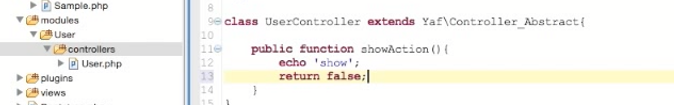 Sample.php
modules
User
controllers
User.php
plugins
views
8
9 class UserController extends Yaf\Controller_Abstract{
10
11 public function showAction(){
12 echo 'show';
13 return false;
14 }
15 }